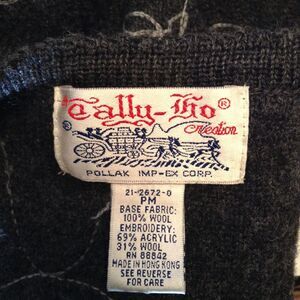 Tally-Ho®
Creation
®
POLLAK IMP-EX CORP.
21-2672-0
PM
BASE FABRIC:
100% WOOL
EMBROIDERY:
69% ACRYLIC
31% WOOL
RN 88842
MADE IN HONG KONG
SEE REVERSE
FOR CARE